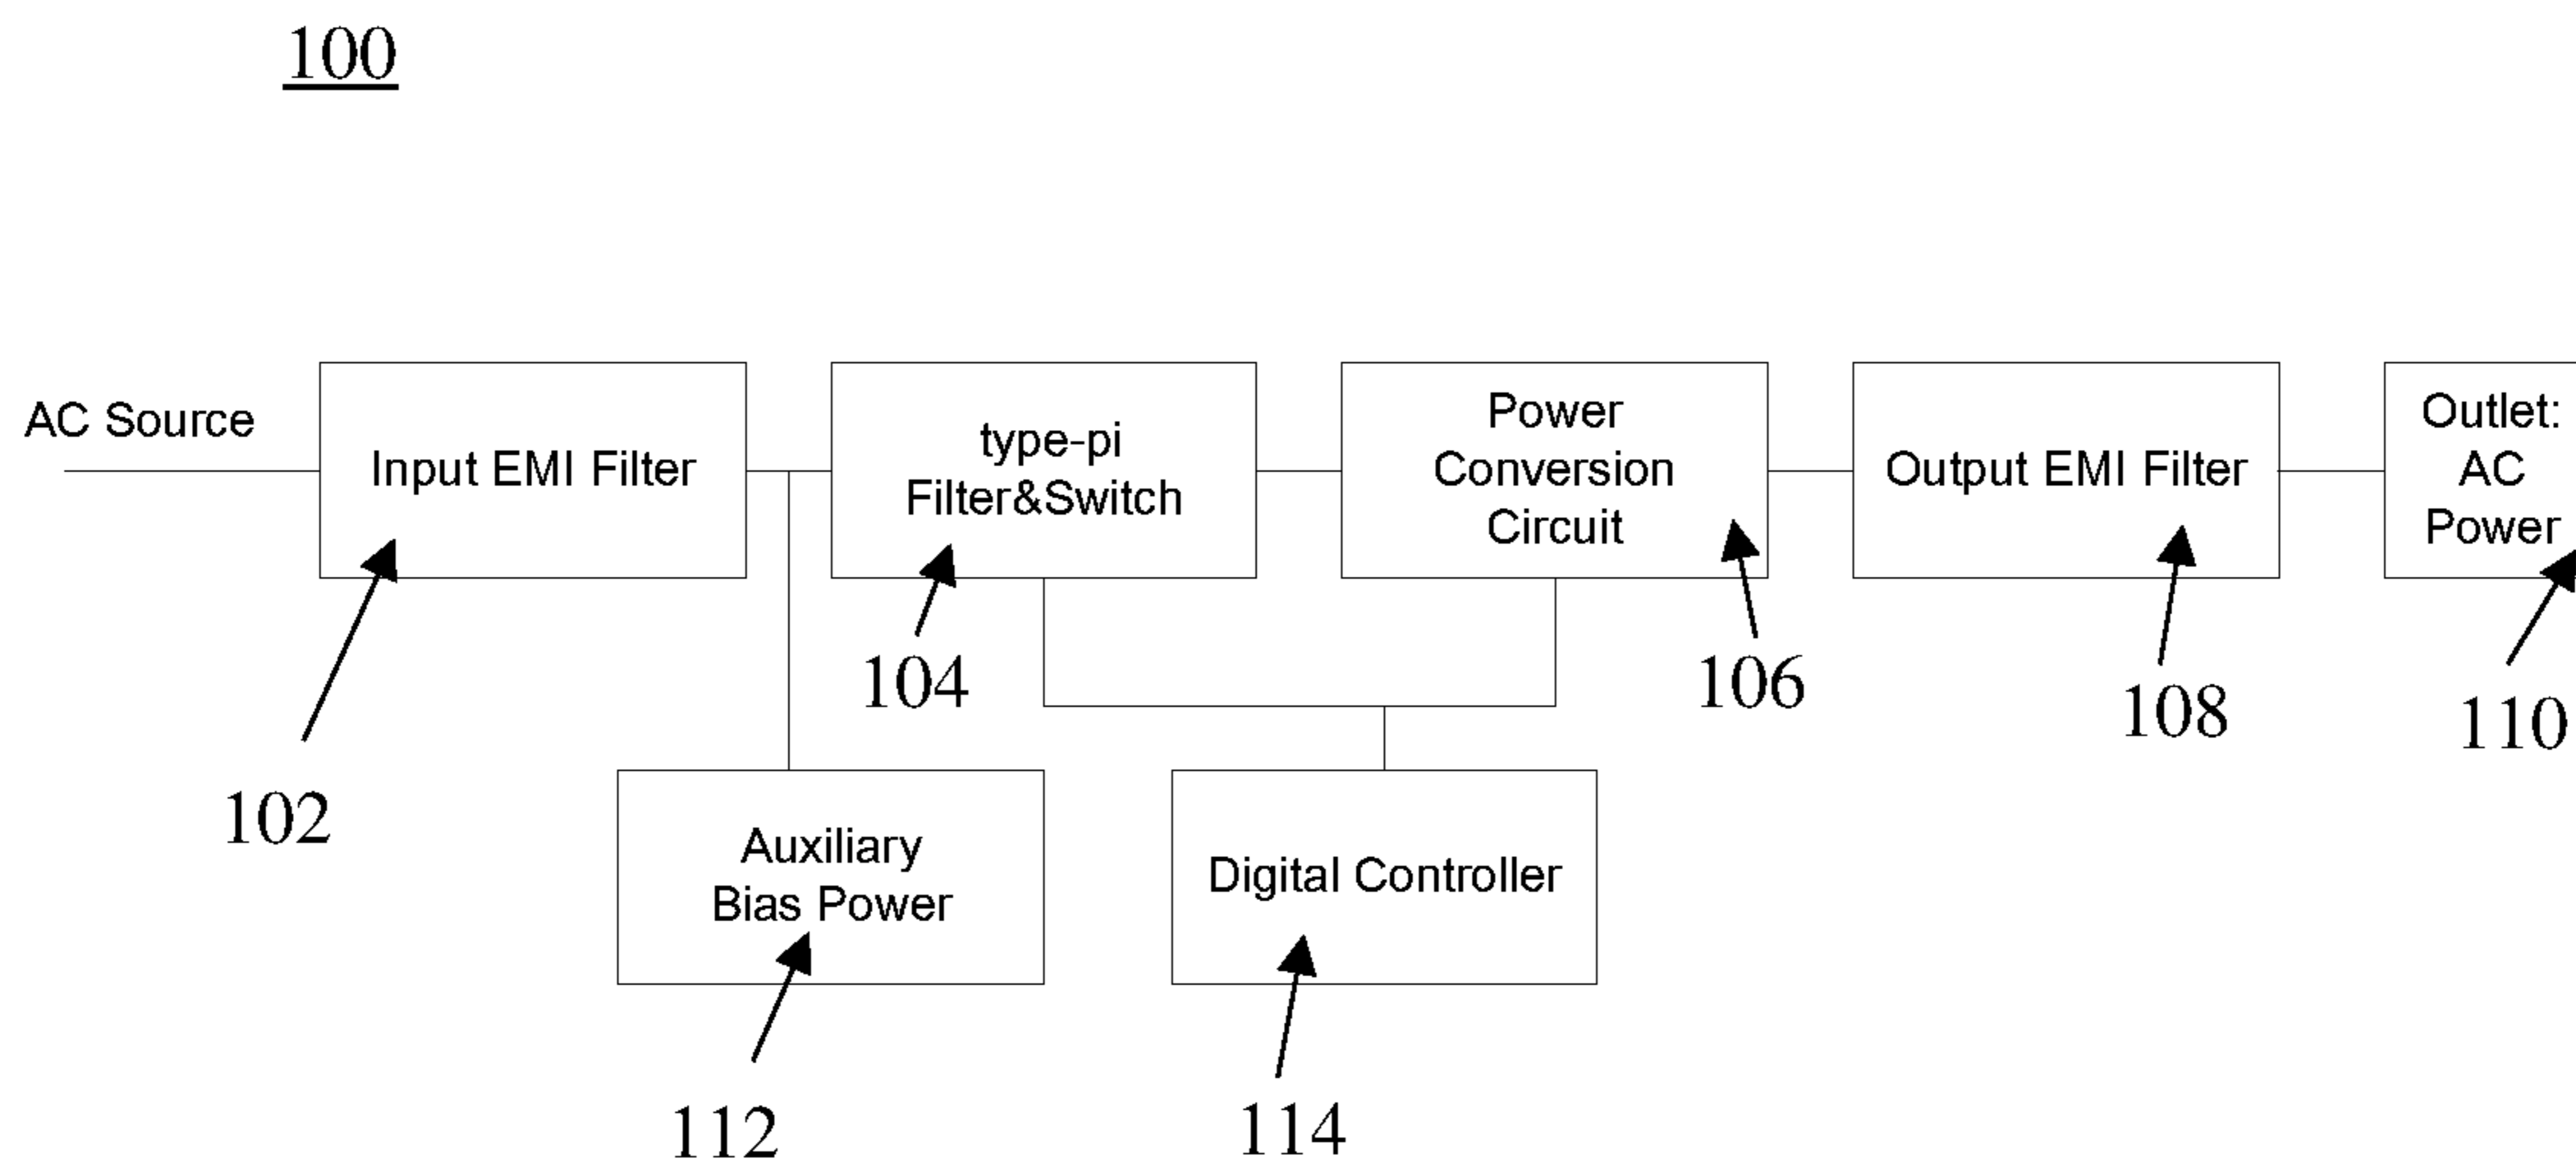 100
AC Source
Input EMI Filter
type-pi
Filter&Switch
Power
Conversion
Circuit
Output EMI Filter
Outlet:
AC
Power
102
104
106
108
110
Auxiliary
Bias Power
Digital Controller
112
114